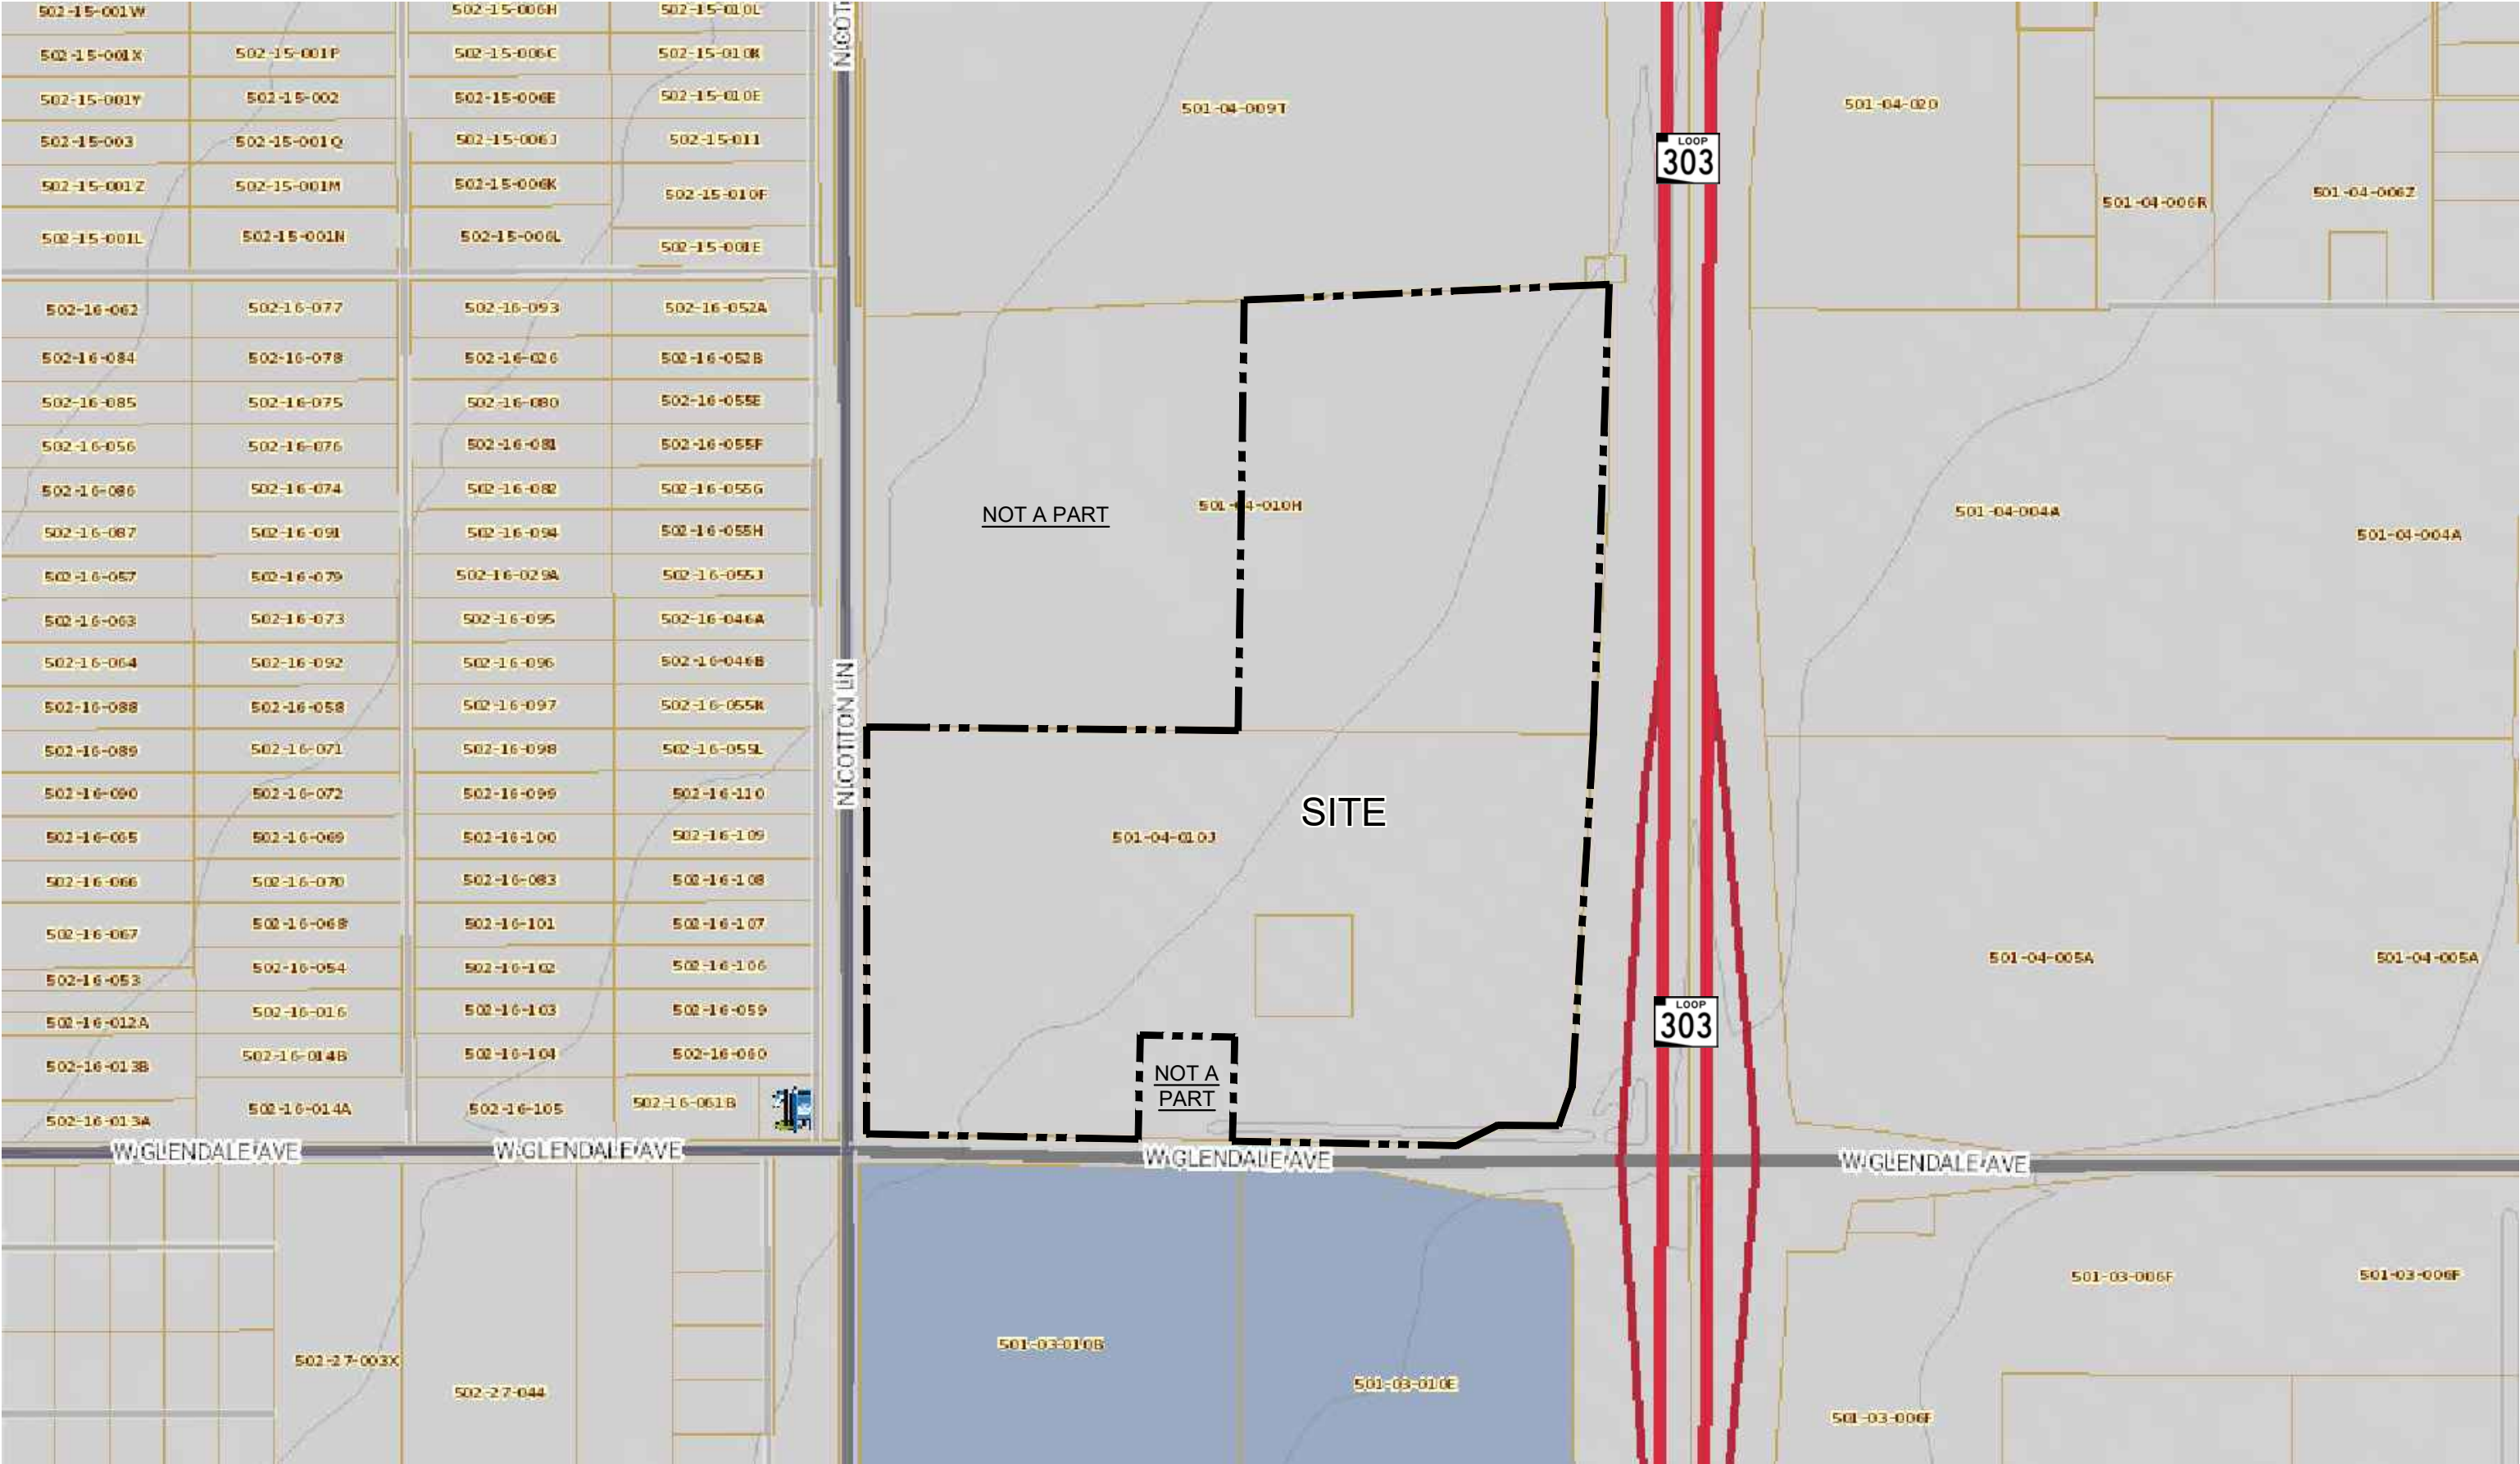 502-15-001W
502-15-006H
502-15-010L
502-15-001X
502-15-001P
502-15-006C
502-15-010K
502-15-001Y
502-15-002
502-15-006E
502-15-010E
502-15-003
502-15-001Q
502-15-006J
502-15-011
502-15-001Z
502-15-001M
502-15-006K
502-15-010F
502-15-001L
502-15-001N
502-15-006L
502-15-001E
502-16-062
502-16-077
502-16-093
502-16-052A
502-16-084
502-16-078
502-16-026
502-16-052B
502-16-085
502-16-075
502-16-080
502-16-055E
502-16-056
502-16-076
502-16-081
502-16-055F
502-16-086
502-16-074
502-16-082
502-16-055G
502-16-087
502-16-091
502-16-094
502-16-055H
502-16-057
502-16-079
502-16-029A
502-16-055J
502-16-063
502-16-073
502-16-095
502-16-046A
502-16-064
502-16-092
502-16-096
502-16-046B
502-16-088
502-16-058
502-16-097
502-16-055K
502-16-089
502-16-071
502-16-098
502-16-055L
502-16-090
502-16-072
502-16-099
502-16-110
502-16-065
502-16-069
502-16-100
502-16-109
502-16-066
502-16-070
502-16-083
502-16-108
502-16-067
502-16-068
502-16-101
502-16-107
502-16-053
502-16-054
502-16-102
502-16-106
502-16-012A
502-16-016
502-16-103
502-16-059
502-16-013B
502-16-014B
502-16-104
502-16-060
502-16-013A
502-16-014A
502-16-105
502-16-061B
N COT
N COTTON LN
501-04-009T
LOOP
303
501-04-020
501-04-006R
501-04-006Z
NOT A PART
501-04-010H
501-04-004A
501-04-004A
SITE
501-04-010J
501-04-005A
501-04-005A
LOOP
303
NOT A
PART
W GLENDALE AVE
W GLENDALE AVE
W GLENDALE AVE
W GLENDALE AVE
501-03-006F
501-03-006F
501-03-010B
501-03-010E
501-03-006F
502-27-003X
502-27-044